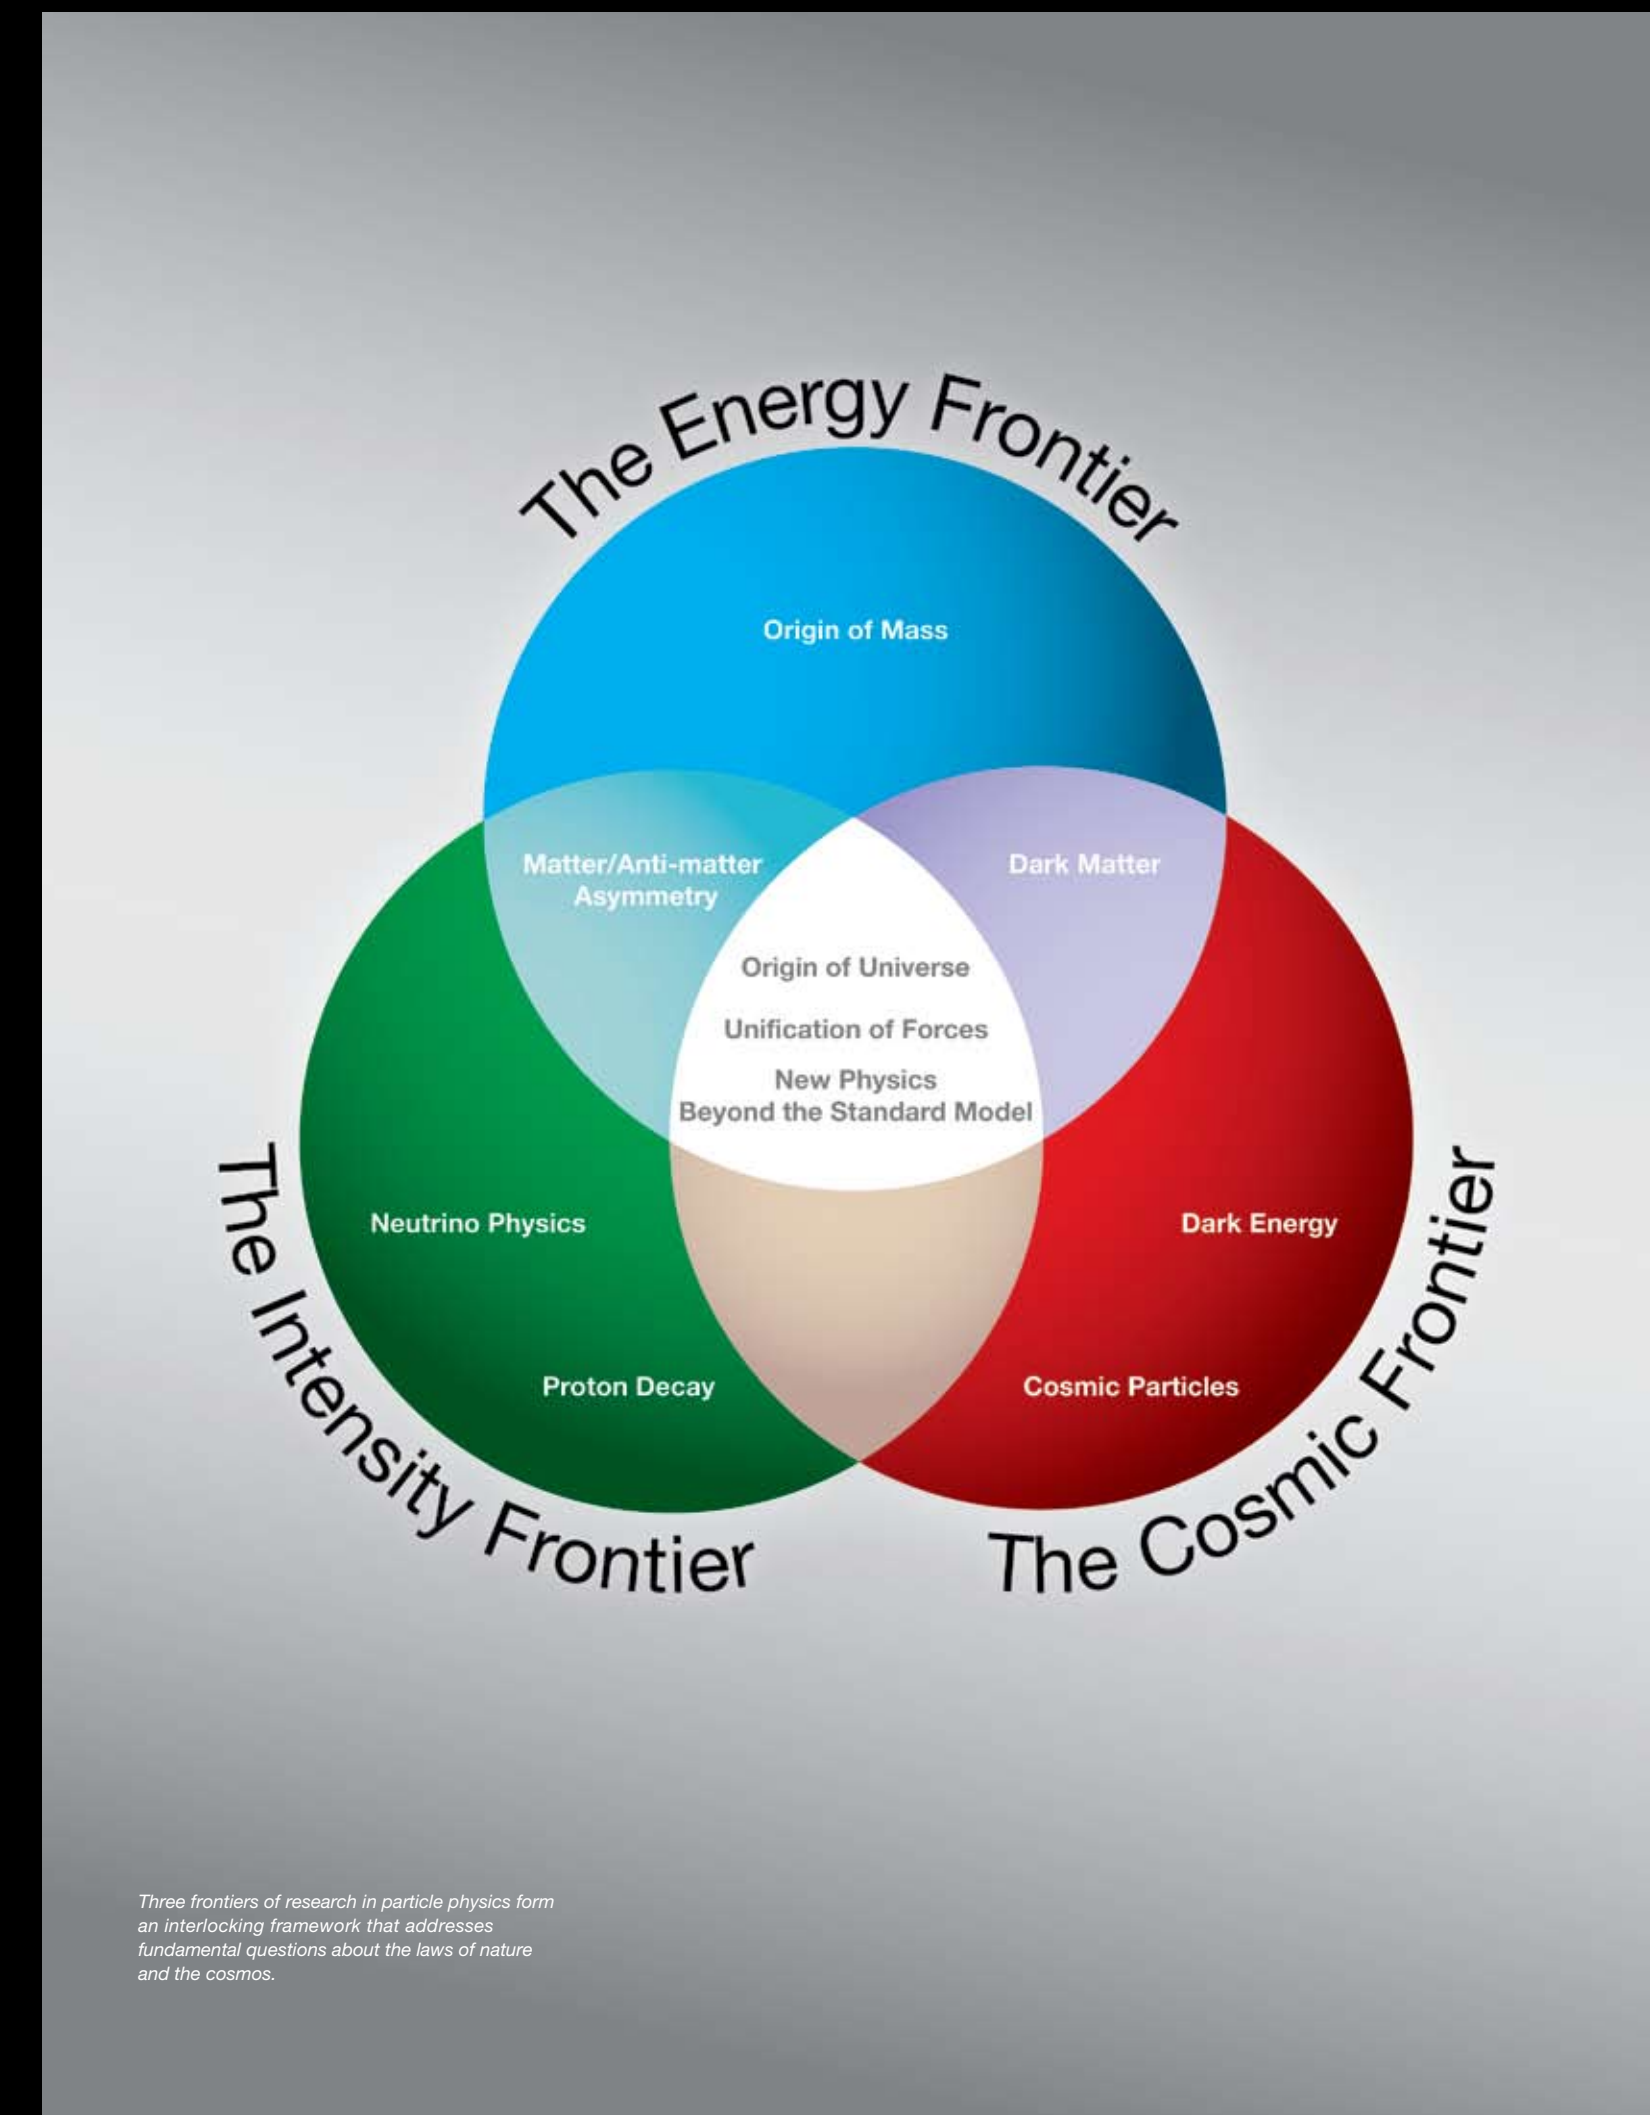 The Energy Frontier
Origin of Mass
Matter/Anti-matter
Asymmetry
Dark Matter
Origin of Universe
Unification of Forces
New Physics
Beyond the Standard Model
Neutrino Physics
Dark Energy
Proton Decay
Cosmic Particles
The Intensity Frontier
The Cosmic Frontier
Three frontiers of research in particle physics form
an interlocking framework that addresses
fundamental questions about the laws of nature
and the cosmos.